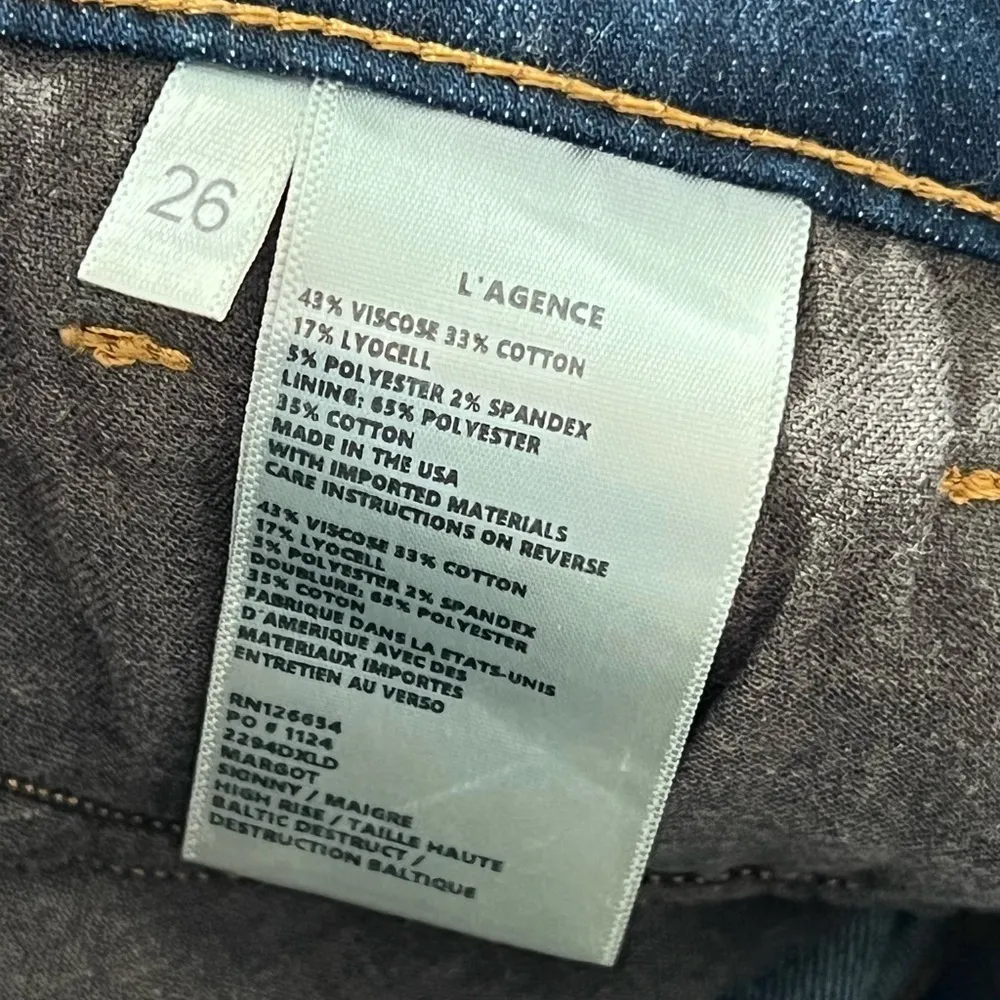 26
L'AGENCE
43% VISCOSE 33% COTTON
17% LYOCELL
5% POLYESTER 2% SPANDEX
LINING: 65% POLYESTER
35% COTTON
MADE IN THE USA
WITH IMPORTED MATERIALS
CARE INSTRUCTIONS ON REVERSE
43% VISCOSE 33% COTTON
17% LYOCELL
5% POLYESTER 2% SPANDEX
DOUBLURE: 65% POLYESTER
35% COTON
FABRIQUE DANS LA ETATS-UNIS
D'AMERIQUE AVEC DES
MATERIAUX IMPORTES
ENTRETIEN AU VERSO
RN126654
PO # 1124
2294DXLD
MARGOT
SKINNY / MAIGRE
HIGH RISE / TAILLE HAUTE
BALTIC DESTRUCT /
DESTRUCTION BALTIQUE